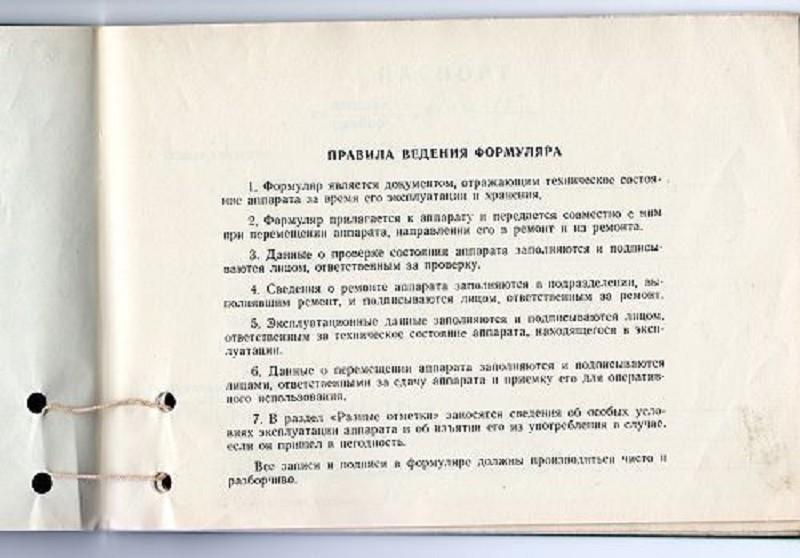 ПРАВИЛА ВЕДЕНИЯ ФОРМУЛЯРА
1. Формуляр является документом, отражающим техническое состоя-
ние аппарата за время его эксплуатации и хранения.
2. Формуляр прилагается к аппарату и передается совместно с ним
при перемещении аппарата, направлении его в ремонт и из ремонта.
3. Данные о проверке состояния аппарата заполняются и подписы-
ваются лицом, ответственным за проверку.
4. Сведения о ремонте аппарата заполняются в подразделении, вы-
полнявшим ремонт, и подписываются лицом, ответственным за ремонт.
5. Эксплуатационные данные заполняются и подписываются лицом,
ответственным за техническое состояние аппарата, находящегося в экс-
плуатации.
6. Данные о перемещении аппарата заполняются и подписываются
лицами, ответственными за сдачу аппарата и приемку его для оператив-
ного использования.
7. В раздел «Разные отметки» заносятся сведения об особых усло-
виях эксплуатации аппарата и об изъятии его из употребления в случае,
если он пришел в негодность.
Все записи и подписи в формуляре должны производиться чисто и
разборчиво.